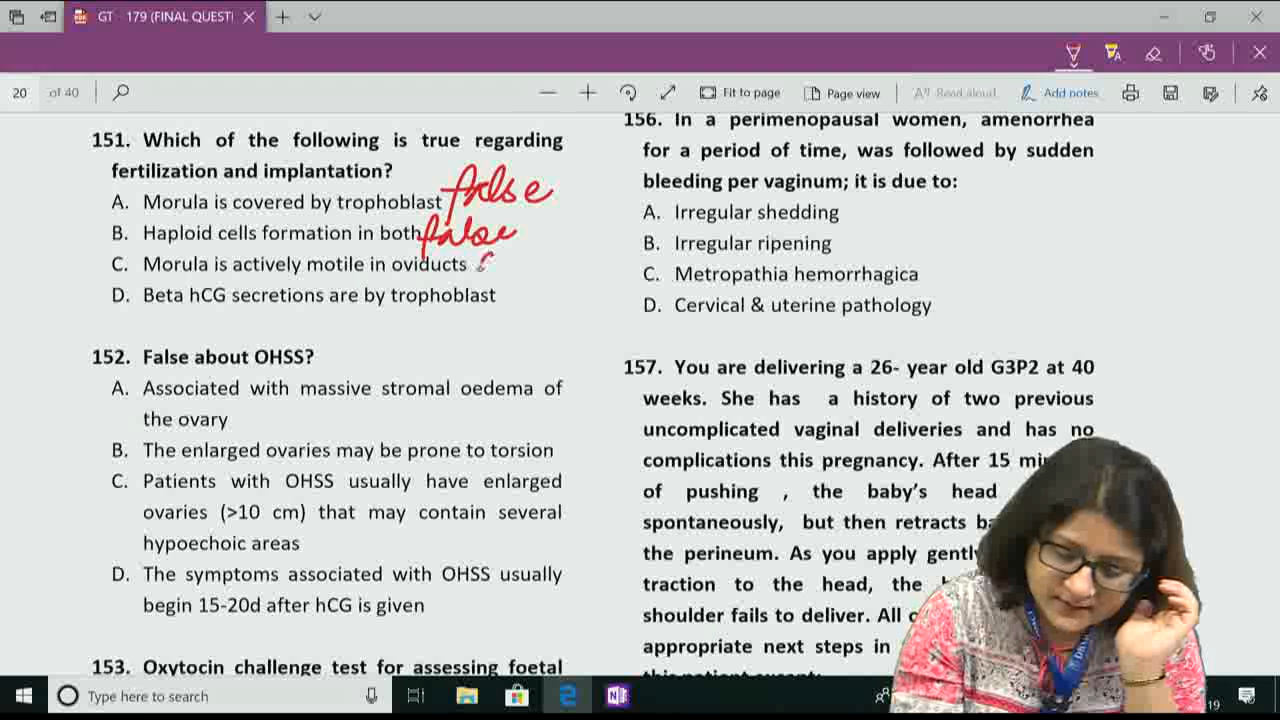 GT - 179 (FINAL QUESTI
20 of 40
Fit to page
Page view
Read aloud
Add notes
151. Which of the following is true regarding
fertilization and implantation?
A. Morula is covered by trophoblast false
B. Haploid cells formation in both false
C. Morula is actively motile in oviducts
D. Beta hCG secretions are by trophoblast
152. False about OHSS?
A. Associated with massive stromal oedema of
the ovary
B. The enlarged ovaries may be prone to torsion
C. Patients with OHSS usually have enlarged
ovaries (>10 cm) that may contain several
hypoechoic areas
D. The symptoms associated with OHSS usually
begin 15-20d after hCG is given
153. Oxytocin challenge test for assessing foetal
156. In a perimenopausal women, amenorrhea
for a period of time, was followed by sudden
bleeding per vaginum; it is due to:
A. Irregular shedding
B. Irregular ripening
C. Metropathia hemorrhagica
D. Cervical & uterine pathology
157. You are delivering a 26- year old G3P2 at 40
weeks. She has a history of two previous
uncomplicated vaginal deliveries and has no
complications this pregnancy. After 15
of pushing , the baby's head
spontaneously, but then retracts
the perineum. As you apply gently
traction to the head, the
shoulder fails to deliver. All
appropriate next steps in
this patient except:
Type here to search
19